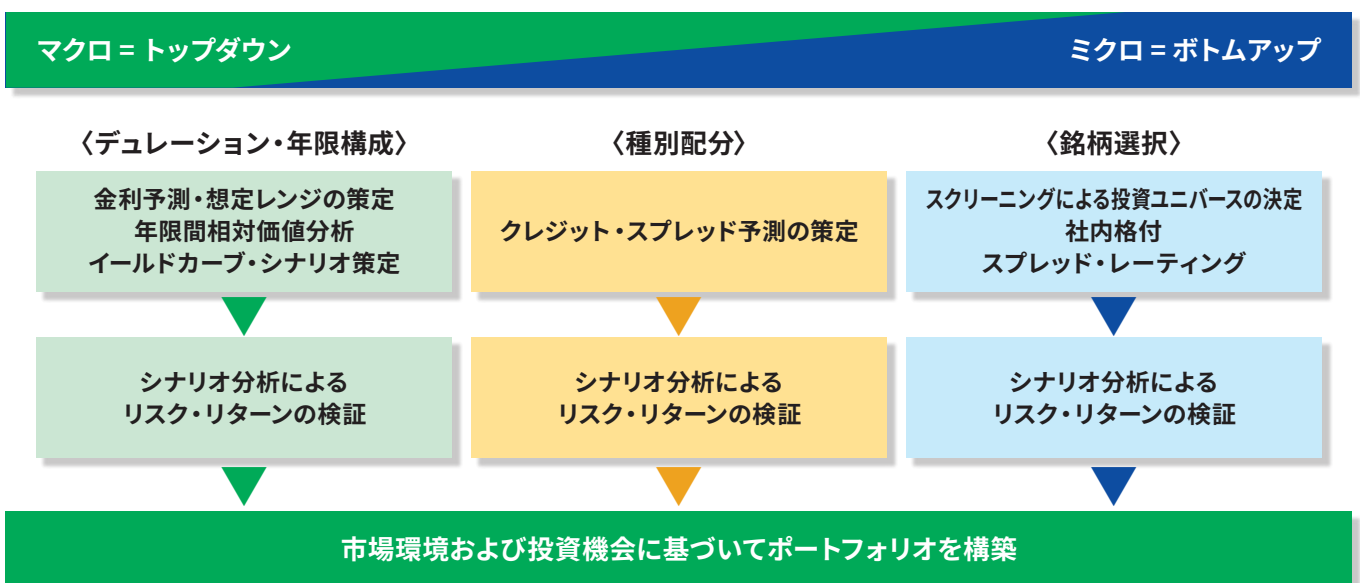 マクロ = トップダウン
ミクロ = ボトムアップ
〈デュレーション・年限構成〉
金利予測・想定レンジの策定
年限間相対価値分析
イールドカーブ・シナリオ策定
シナリオ分析による
リスク・リターンの検証
〈種別配分〉
クレジット・スプレッド予測の策定
シナリオ分析による
リスク・リターンの検証
〈銘柄選択〉
スクリーニングによる投資ユニバースの決定
社内格付
スプレッド・レーティング
シナリオ分析による
リスク・リターンの検証
市場環境および投資機会に基づいてポートフォリオを構築